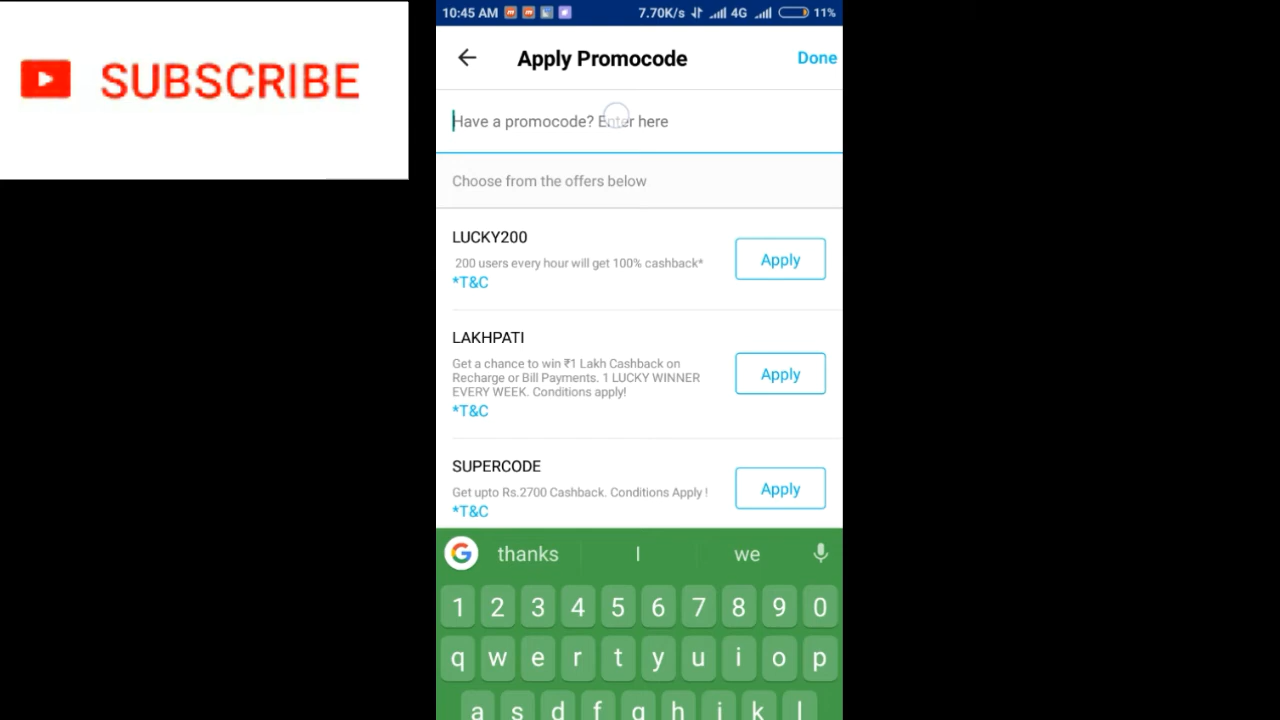 SUBSCRIBE
10:45 AM 7.70K/s 4G 11%
Apply Promocode Done
Have a promocode? Enter here
Choose from the offers below
LUCKY200
200 users every hour will get 100% cashback*
*T&C
Apply
LAKHPATI
Get a chance to win ₹1 Lakh Cashback on
Recharge or Bill Payments. 1 LUCKY WINNER
EVERY WEEK. Conditions apply!
*T&C
Apply
SUPERCODE
Get upto Rs.2700 Cashback. Conditions Apply !
*T&C
Apply
G thanks I we
1 2 3 4 5 6 7 8 9 0
q w e r t y u i o p
a s d f g h j k l